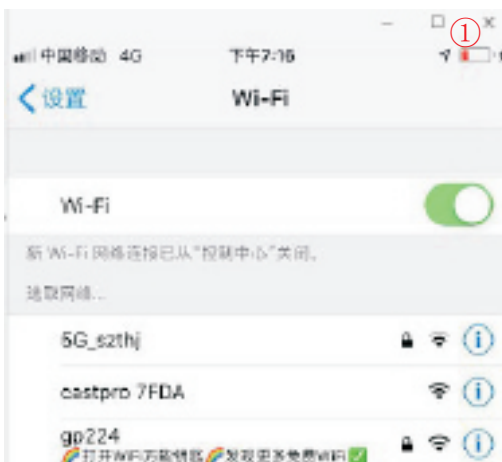 ①
中国移动 4G 下午7:16
设置 Wi-Fi
Wi-Fi
新 Wi-Fi 网络连接已从“控制中心”关闭。
选取网络...
5G_szthj
castpro 7FDA
gp224
🌈打开WiFi万能钥匙🌈发现更多免费WiFi✅